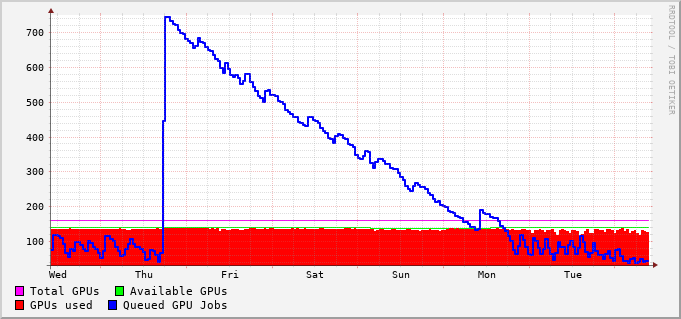 700
600
500
400
300
200
100
Wed Thu Fri Sat Sun Mon Tue
Total GPUs Available GPUs
GPUs used Queued GPU Jobs
RRDTOOL / TOBI OETIKER